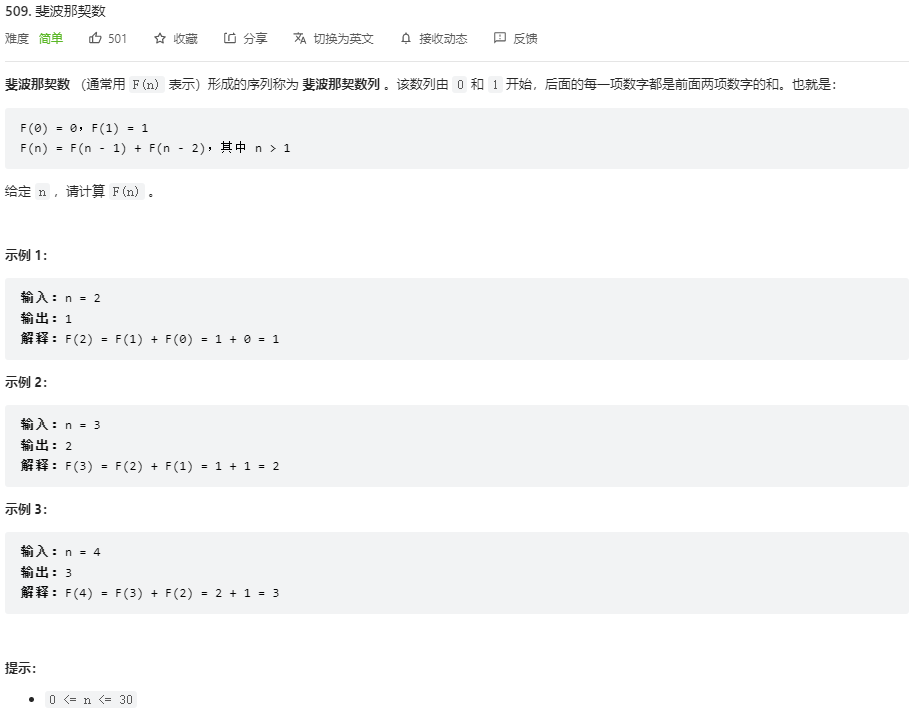 509. 斐波那契数
难度 简单 501 收藏 分享 切换为英文 接收动态 反馈
斐波那契数 （通常用 F(n) 表示）形成的序列称为 斐波那契数列 。该数列由 0 和 1 开始，后面的每一项数字都是前面两项数字的和。也就是：
F(0) = 0，F(1) = 1
F(n) = F(n - 1) + F(n - 2)，其中 n > 1
给定 n ，请计算 F(n) 。
示例 1：
输入：n = 2
输出：1
解释：F(2) = F(1) + F(0) = 1 + 0 = 1
示例 2：
输入：n = 3
输出：2
解释：F(3) = F(2) + F(1) = 1 + 1 = 2
示例 3：
输入：n = 4
输出：3
解释：F(4) = F(3) + F(2) = 2 + 1 = 3
提示：
• 0 <= n <= 30